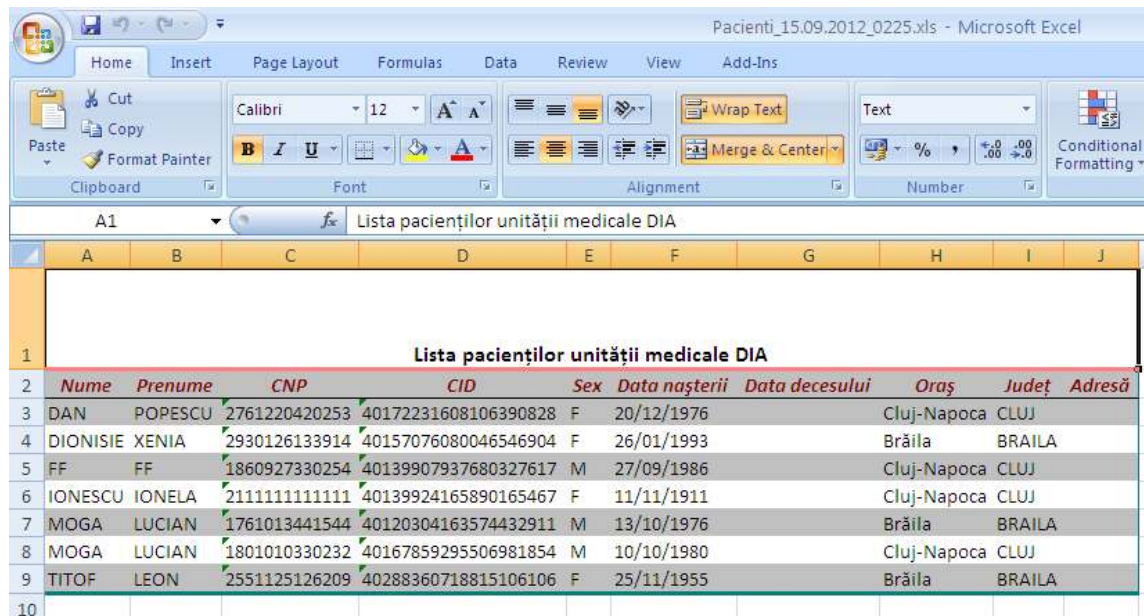 Pacienti_15.09.2012_0225.xls - Microsoft Excel
Home Insert Page Layout Formulas Data Review View Add-Ins
Cut
Copy
Format Painter
Paste
Clipboard
Calibri 12 A A
B I U A
Font
Wrap Text
Merge & Center
Alignment
Text
% , .0 .00 .00 .0
Number
Conditional
Formatting
A1 fx Lista pacienților unității medicale DIA
A B C D E F G H I J
1 Lista pacienților unității medicale DIA
2 Nume Prenume CNP CID Sex Data naşterii Data decesului Oraş Județ Adresă
3 DAN POPESCU 2761220420253 40172231608106390828 F 20/12/1976 Cluj-Napoca CLUJ
4 DIONISIE XENIA 2930126133914 40157076080046546904 F 26/01/1993 Brăila BRAILA
5 FF FF 1860927330254 40139907937680327617 M 27/09/1986 Cluj-Napoca CLUJ
6 IONESCU IONELA 2111111111111 40139924165890165467 F 11/11/1911 Cluj-Napoca CLUJ
7 MOGA LUCIAN 1761013441544 40120304163574432911 M 13/10/1976 Brăila BRAILA
8 MOGA LUCIAN 1801010330232 40167859295506981854 M 10/10/1980 Cluj-Napoca CLUJ
9 TITOF LEON 2551125126209 40288360718815106106 F 25/11/1955 Brăila BRAILA
10